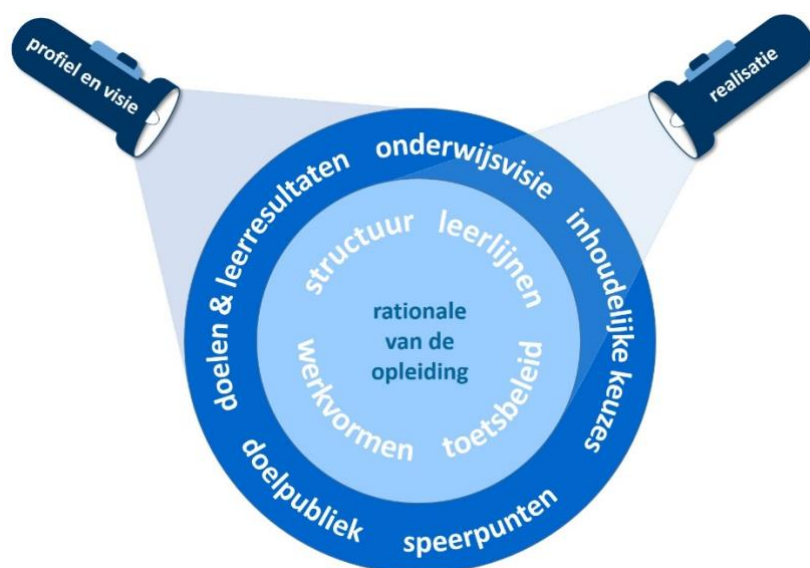 profiel en visie
realisatie
doelen & leerresultaten
onderwijsvisie
inhoudelijke keuzes
speerpunten
doelpubliek
structuur
leerlijnen
toetsbeleid
werkvormen
rationale
van de
opleiding